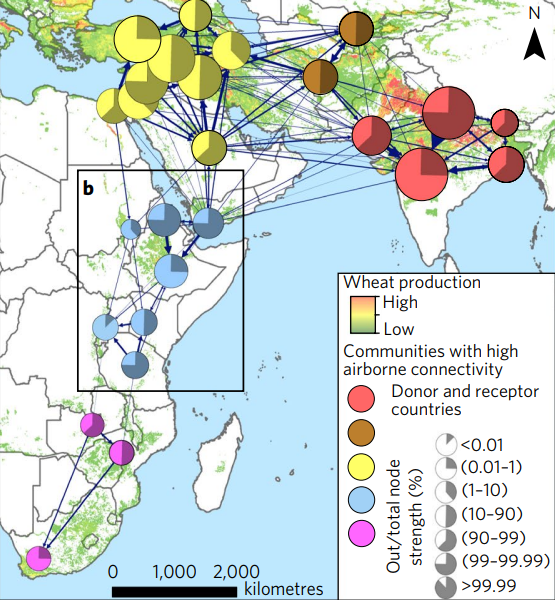 N
b
Wheat production
High
Low
Communities with high
airborne connectivity
Donor and receptor
countries
Out/total node
strength (%)
<0.01
(0.01–1)
(1–10)
(10–90)
(90–99)
(99–99.99)
>99.99
0 1,000 2,000
kilometres